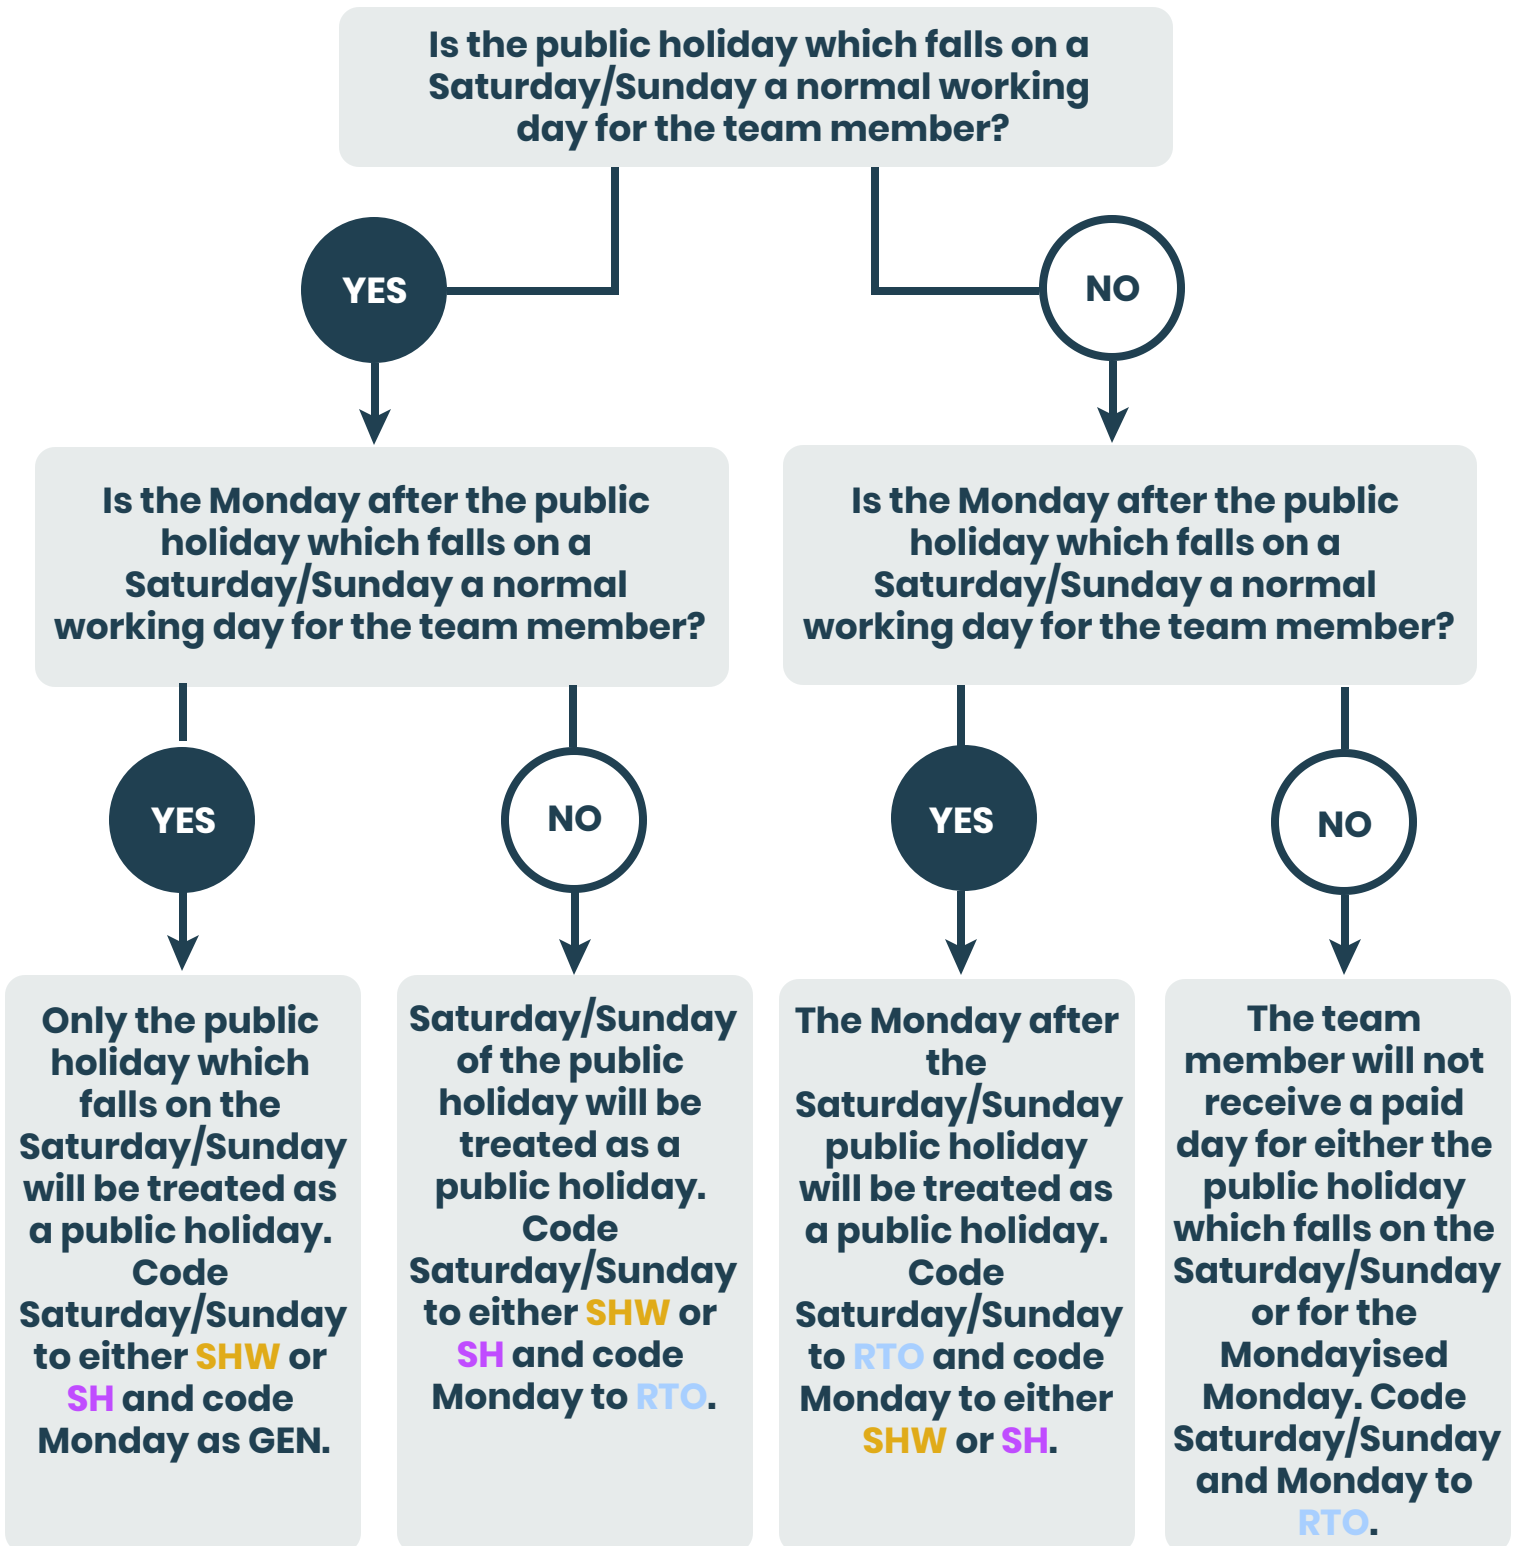 Is the public holiday which falls on a
Saturday/Sunday a normal working
day for the team member?
YES
NO
Is the Monday after the public
holiday which falls on a
Saturday/Sunday a normal
working day for the team member?
Is the Monday after the public
holiday which falls on a
Saturday/Sunday a normal
working day for the team member?
YES
NO
YES
NO
Only the public
holiday which
falls on the
Saturday/Sunday
will be treated as
a public holiday.
Code
Saturday/Sunday
to either SHW or
SH and code
Monday as GEN.
Saturday/Sunday
of the public
holiday will be
treated as a
public holiday.
Code
Saturday/Sunday
to either SHW or
SH and code
Monday to RTO.
The Monday after
the
Saturday/Sunday
public holiday
will be treated as
a public holiday.
Code
Saturday/Sunday
to RTO and code
Monday to either
SHW or SH.
The team
member will not
receive a paid
day for either the
public holiday
which falls on the
Saturday/Sunday
or for the
Mondayised
Monday. Code
Saturday/Sunday
and Monday to
RTO.